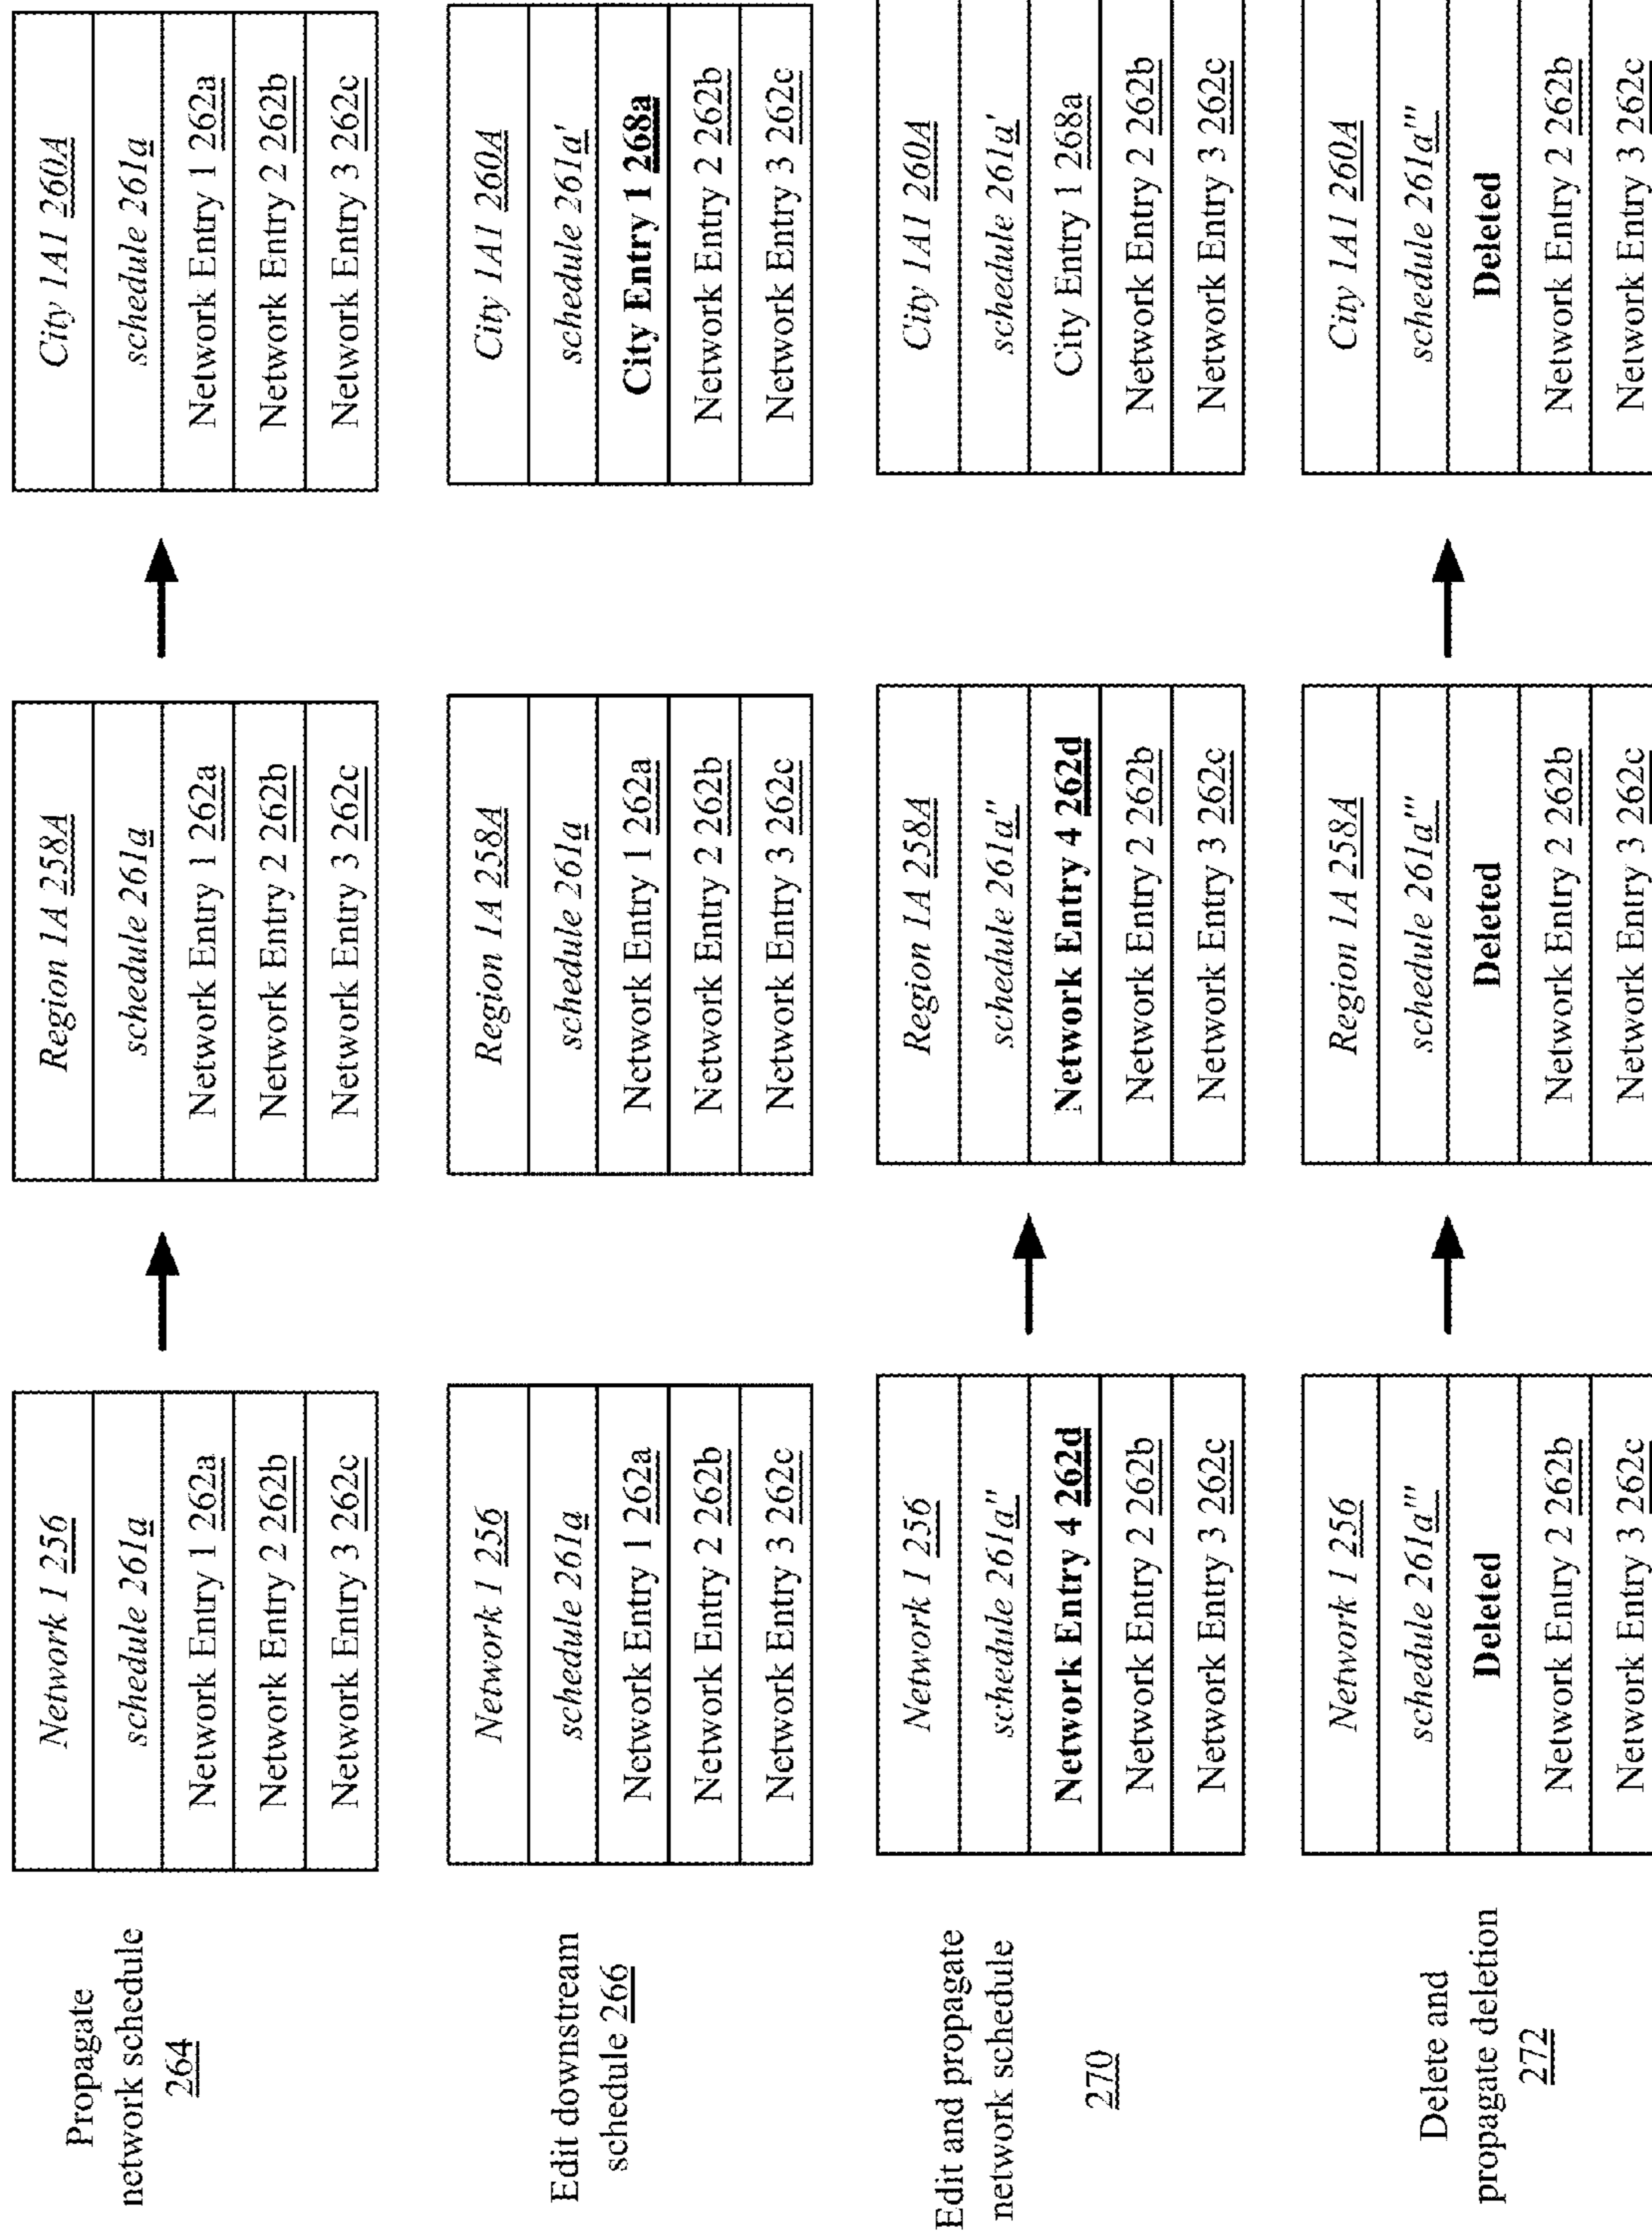 Propagate
network schedule
264
Network 1 256
schedule 261a
Network Entry 1 262a
Network Entry 2 262b
Network Entry 3 262c
Region 1A 258A
schedule 261a
Network Entry 1 262a
Network Entry 2 262b
Network Entry 3 262c
City 1A1 260A
schedule 261a
Network Entry 1 262a
Network Entry 2 262b
Network Entry 3 262c
Edit downstream
schedule 266
Network 1 256
schedule 261a
Network Entry 1 262a
Network Entry 2 262b
Network Entry 3 262c
Region 1A 258A
schedule 261a
Network Entry 1 262a
Network Entry 2 262b
Network Entry 3 262c
City 1A1 260A
schedule 261a'
City Entry 1 268a
Network Entry 2 262b
Network Entry 3 262c
Edit and propagate
network schedule
270
Network 1 256
schedule 261a''
Network Entry 4 262d
Network Entry 2 262b
Network Entry 3 262c
Region 1A 258A
schedule 261a''
Network Entry 4 262d
Network Entry 2 262b
Network Entry 3 262c
City 1A1 260A
schedule 261a'
City Entry 1 268a
Network Entry 2 262b
Network Entry 3 262c
Delete and
propagate deletion
272
Network 1 256
schedule 261a'''
Deleted
Network Entry 2 262b
Network Entry 3 262c
Region 1A 258A
schedule 261a'''
Deleted
Network Entry 2 262b
Network Entry 3 262c
City 1A1 260A
schedule 261a'''
Deleted
Network Entry 2 262b
Network Entry 3 262c